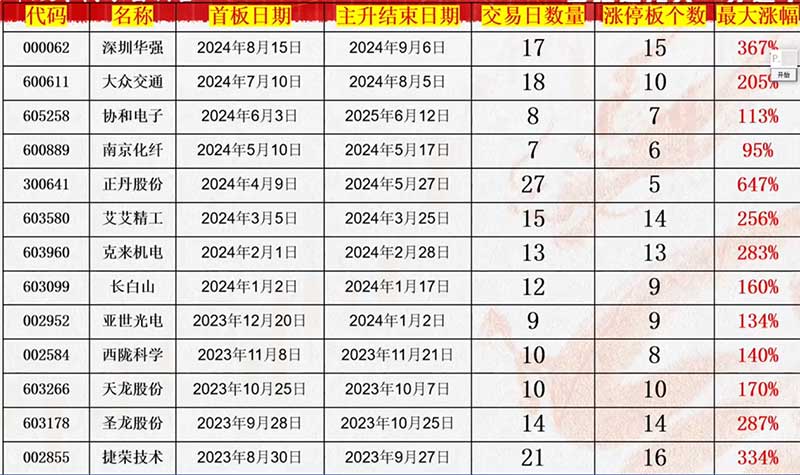 代码 名称 首板日期 主升结束日期 交易日数量 涨停板个数 最大涨幅
000062 深圳华强 2024年8月15日 2024年9月6日 17 15 367%
600611 大众交通 2024年7月10日 2024年8月5日 18 10 205%
605258 协和电子 2024年6月3日 2025年6月12日 8 7 113%
600889 南京化纤 2024年5月10日 2024年5月17日 7 6 95%
300641 正丹股份 2024年4月9日 2024年5月27日 27 5 647%
603580 艾艾精工 2024年3月5日 2024年3月25日 15 14 256%
603960 克来机电 2024年2月1日 2024年2月28日 13 13 283%
603099 长白山 2024年1月2日 2024年1月17日 12 9 160%
002952 亚世光电 2023年12月20日 2024年1月2日 9 9 134%
002584 西陇科学 2023年11月8日 2023年11月21日 10 8 140%
603266 天龙股份 2023年10月25日 2023年10月7日 10 10 170%
603178 圣龙股份 2023年9月28日 2023年10月25日 14 14 287%
002855 捷荣技术 2023年8月30日 2023年9月27日 21 16 334%
P.
开始